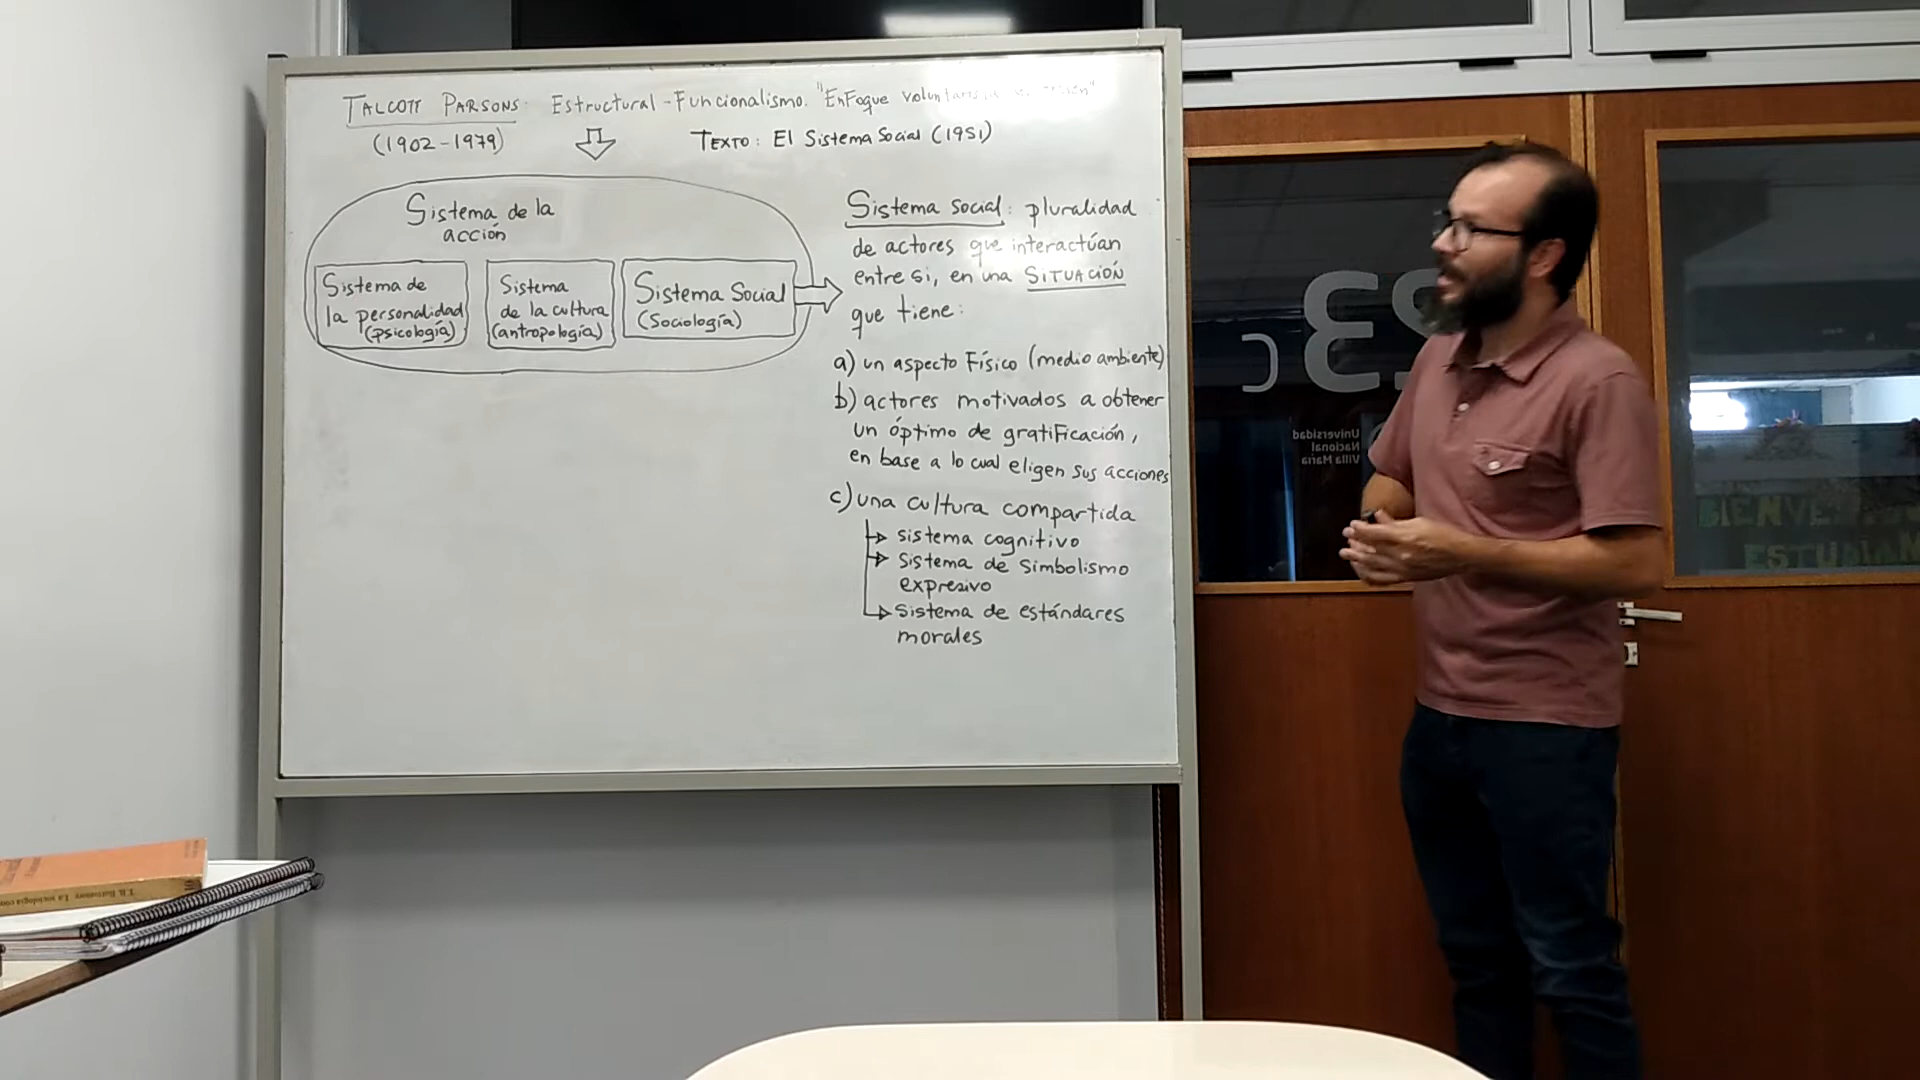 TALCOTT PARSONS: Estructural-Funcionalismo. "Enfoque
(1902-1979)
TEXTO: El Sistema Social (1951)
Sistema de la
acción
Sistema de
la personalidad
(psicología)
Sistema
de la cultura
(antropología)
Sistema Social
(Sociología)
Sistema social: pluralidad
de actores que interactúan
entre si, en una SITUACIÓN
que tiene:
a) un aspecto Físico (medio ambiente)
b) actores motivados a obtener
un óptimo de gratificación,
en base a lo cual eligen sus acciones
c) una cultura compartida
sistema cognitivo
Sistema de simbolismo
expresivo
Sistema de estándares
morales
Universidad
Nacional
Villa María